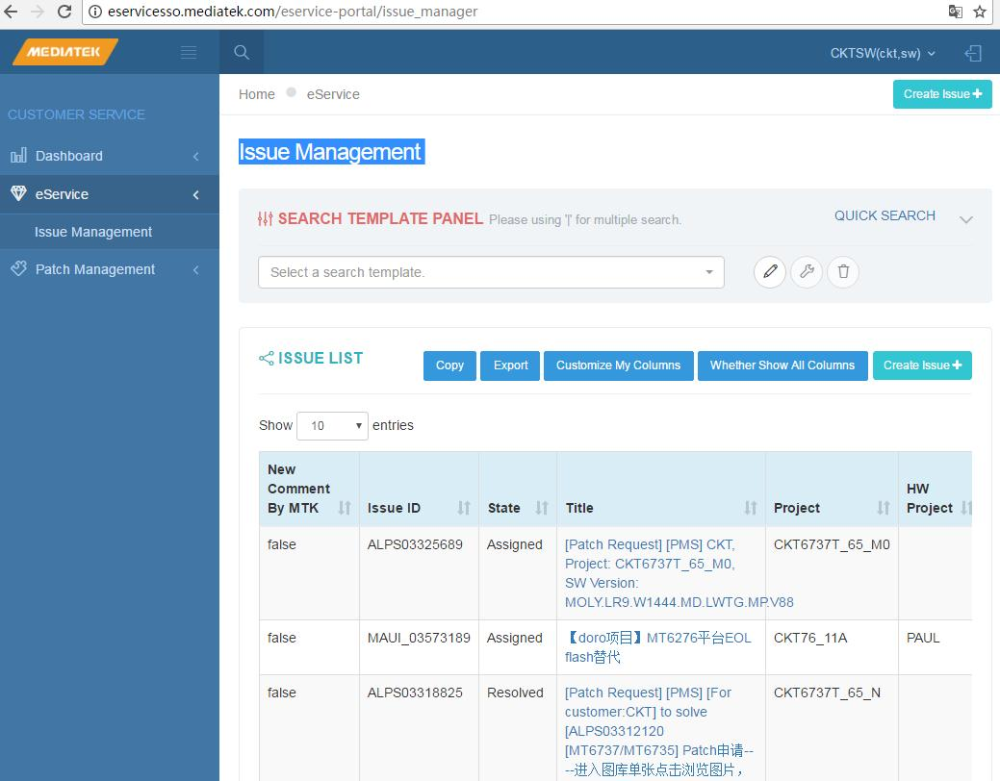 eservicesso.mediatek.com/eservice-portal/issue_manager
MEDIATEK
CKTSW(ckt,sw)
CUSTOMER SERVICE
Dashboard
eService
Issue Management
Patch Management
Home eService
Create Issue
Issue Management
SEARCH TEMPLATE PANEL Please using '|' for multiple search.
QUICK SEARCH
Select a search template.
ISSUE LIST
Copy Export Customize My Columns Whether Show All Columns Create Issue
Show 10 entries
New
Comment
By MTK
Issue ID
State
Title
Project
HW
Project
false
ALPS03325689
Assigned
[Patch Request] [PMS] CKT,
Project: CKT6737T_65_M0,
SW Version:
MOLY.LR9.W1444.MD.LWTG.MP.V88
CKT6737T_65_M0
false
MAUI_03573189
Assigned
【doro项目】MT6276平台EOL
flash替代
CKT76_11A
PAUL
false
ALPS03318825
Resolved
[Patch Request] [PMS] [For
customer:CKT] to solve
[ALPS03312120
[MT6737/MT6735] Patch申请--
--进入图库单张点击浏览图片，
CKT6737T_65_N